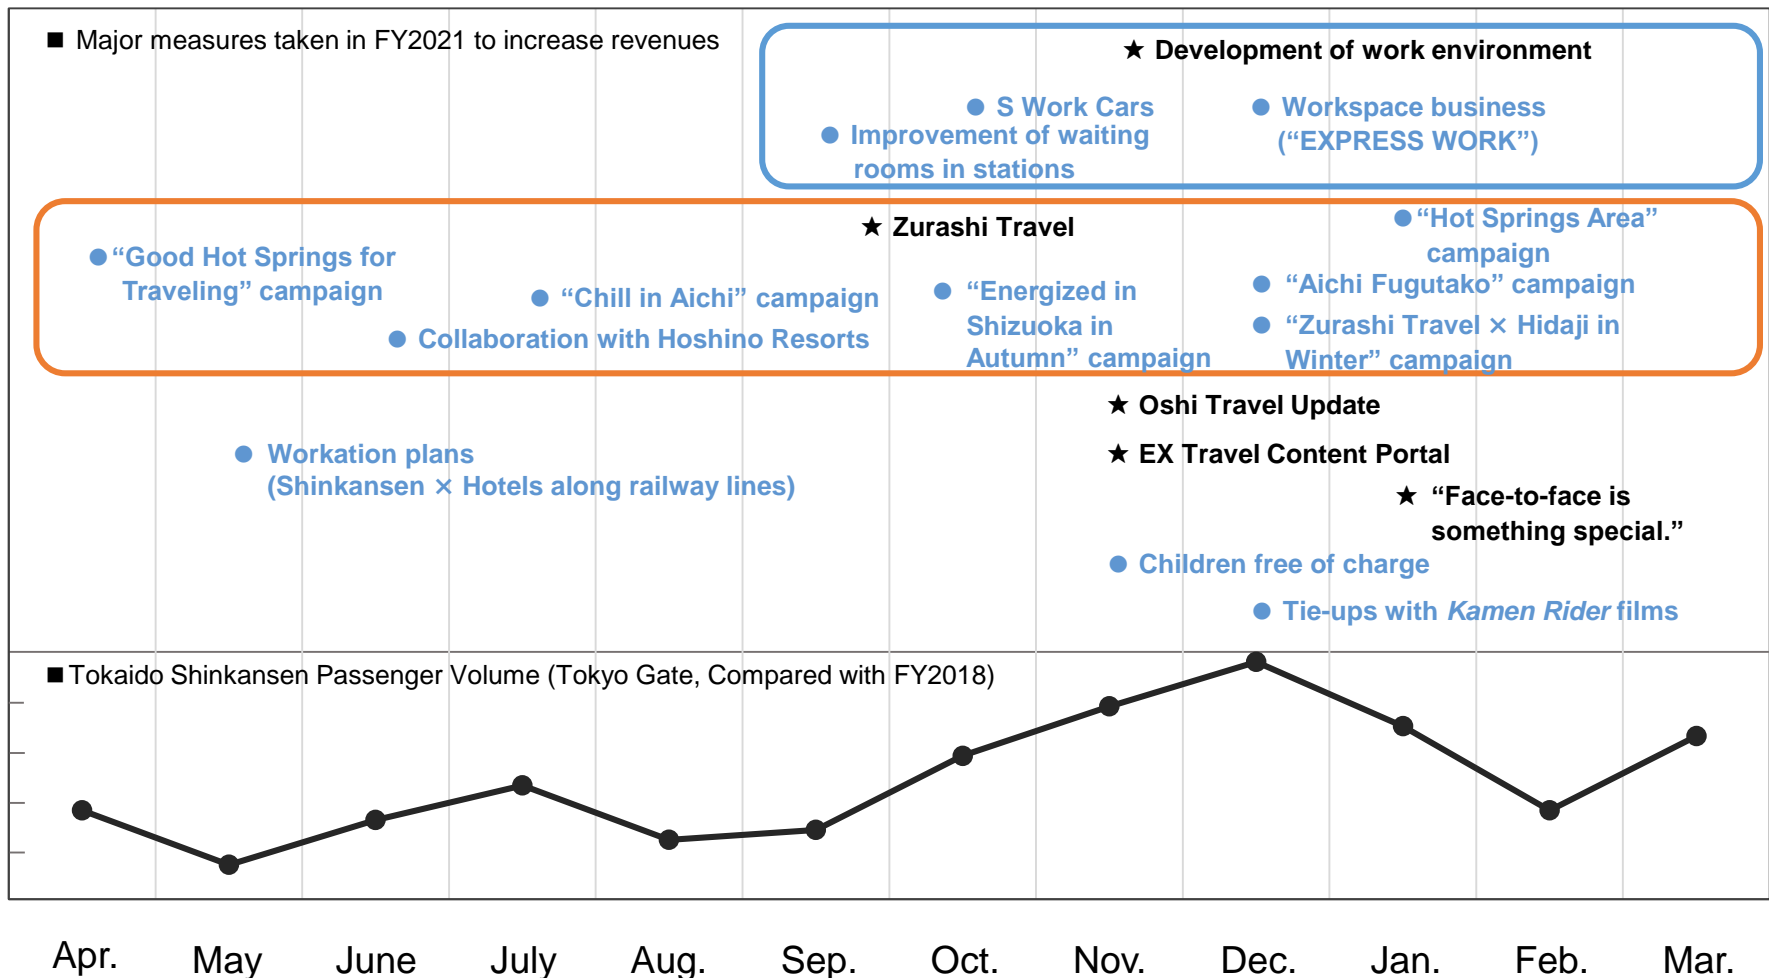 ■ Major measures taken in FY2021 to increase revenues
★ Development of work environment
● S Work Cars
● Workspace business
(“EXPRESS WORK”)
● Improvement of waiting
rooms in stations
★ Zurashi Travel
● “Hot Springs Area”
campaign
● “Good Hot Springs for
Traveling” campaign
● “Chill in Aichi” campaign
● “Energized in
Shizuoka in
Autumn” campaign
● “Aichi Fugutako” campaign
● Collaboration with Hoshino Resorts
● “Zurashi Travel × Hidaji in
Winter” campaign
★ Oshi Travel Update
● Workation plans
(Shinkansen × Hotels along railway lines)
★ EX Travel Content Portal
★ “Face-to-face is
something special.”
● Children free of charge
● Tie-ups with Kamen Rider films
■ Tokaido Shinkansen Passenger Volume (Tokyo Gate, Compared with FY2018)
Apr. May June July Aug. Sep. Oct. Nov. Dec. Jan. Feb. Mar.